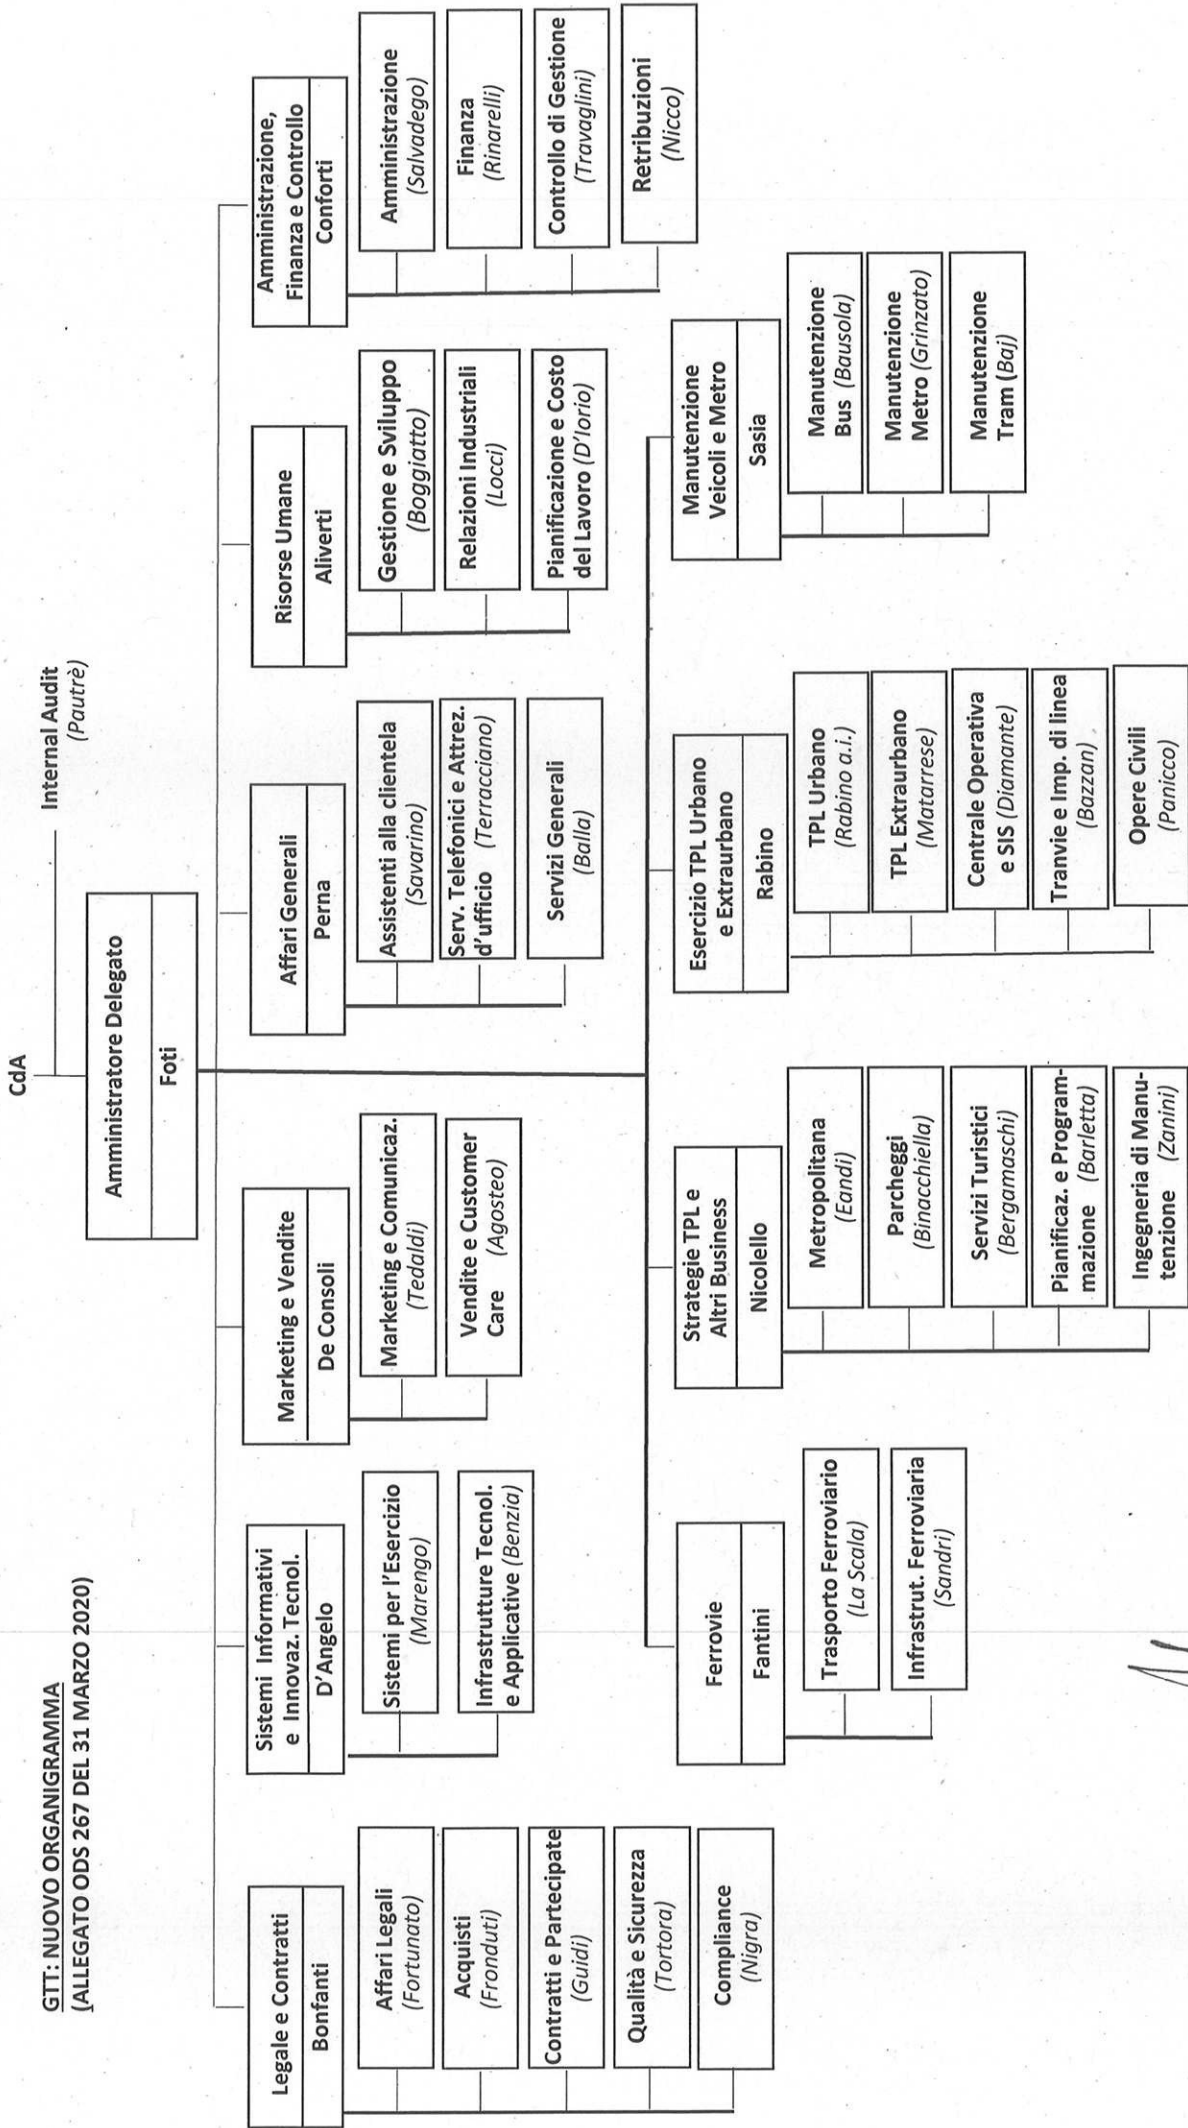 GTT: NUOVO ORGANIGRAMMA
(ALLEGATO ODS 267 DEL 31 MARZO 2020)
CdA
Internal Audit
(Pautrè)
Amministratore Delegato
Foti
Legale e Contratti
Bonfanti
Affari Legali
(Fortunato)
Acquisti
(Fronduti)
Contratti e Partecipate
(Guidi)
Qualità e Sicurezza
(Tortora)
Compliance
(Nigra)
Sistemi Informativi
e Innovaz. Tecnol.
D'Angelo
Sistemi per l'Esercizio
(Marengo)
Infrastrutture Tecnol.
e Applicative (Benzia)
Marketing e Vendite
De Consoli
Marketing e Comunicaz.
(Tedaldi)
Vendite e Customer
Care (Agosteo)
Affari Generali
Perna
Assistenti alla clientela
(Savarino)
Serv. Telefonici e Attrez.
d'ufficio (Terracciano)
Servizi Generali
(Balla)
Risorse Umane
Aliverti
Gestione e Sviluppo
(Boggiatto)
Relazioni Industriali
(Locci)
Pianificazione e Costo
del Lavoro (D'Iorio)
Amministrazione,
Finanza e Controllo
Conforti
Amministrazione
(Salvadego)
Finanza
(Rinarelli)
Controllo di Gestione
(Travaglini)
Retribuzioni
(Nicco)
Ferrovie
Fantini
Trasporto Ferroviario
(La Scala)
Infrastrut. Ferroviaria
(Sandri)
Strategie TPL e
Altri Business
Nicolello
Metropolitana
(Eandi)
Parcheggi
(Binacchiella)
Servizi Turistici
(Bergamaschi)
Pianificaz. e Program-
mazione (Barletta)
Ingegneria di Manu-
tenzione (Zanini)
Esercizio TPL Urbano
e Extraurbano
Rabino
TPL Urbano
(Rabino a.i.)
TPL Extraurbano
(Matarrese)
Centrale Operativa
e SIS (Diamante)
Tranvie e Imp. di linea
(Bazzan)
Opere Civili
(Panicco)
Manutenzione
Veicoli e Metro
Sasia
Manutenzione
Bus (Bausola)
Manutenzione
Metro (Grinzato)
Manutenzione
Tram (Baj)